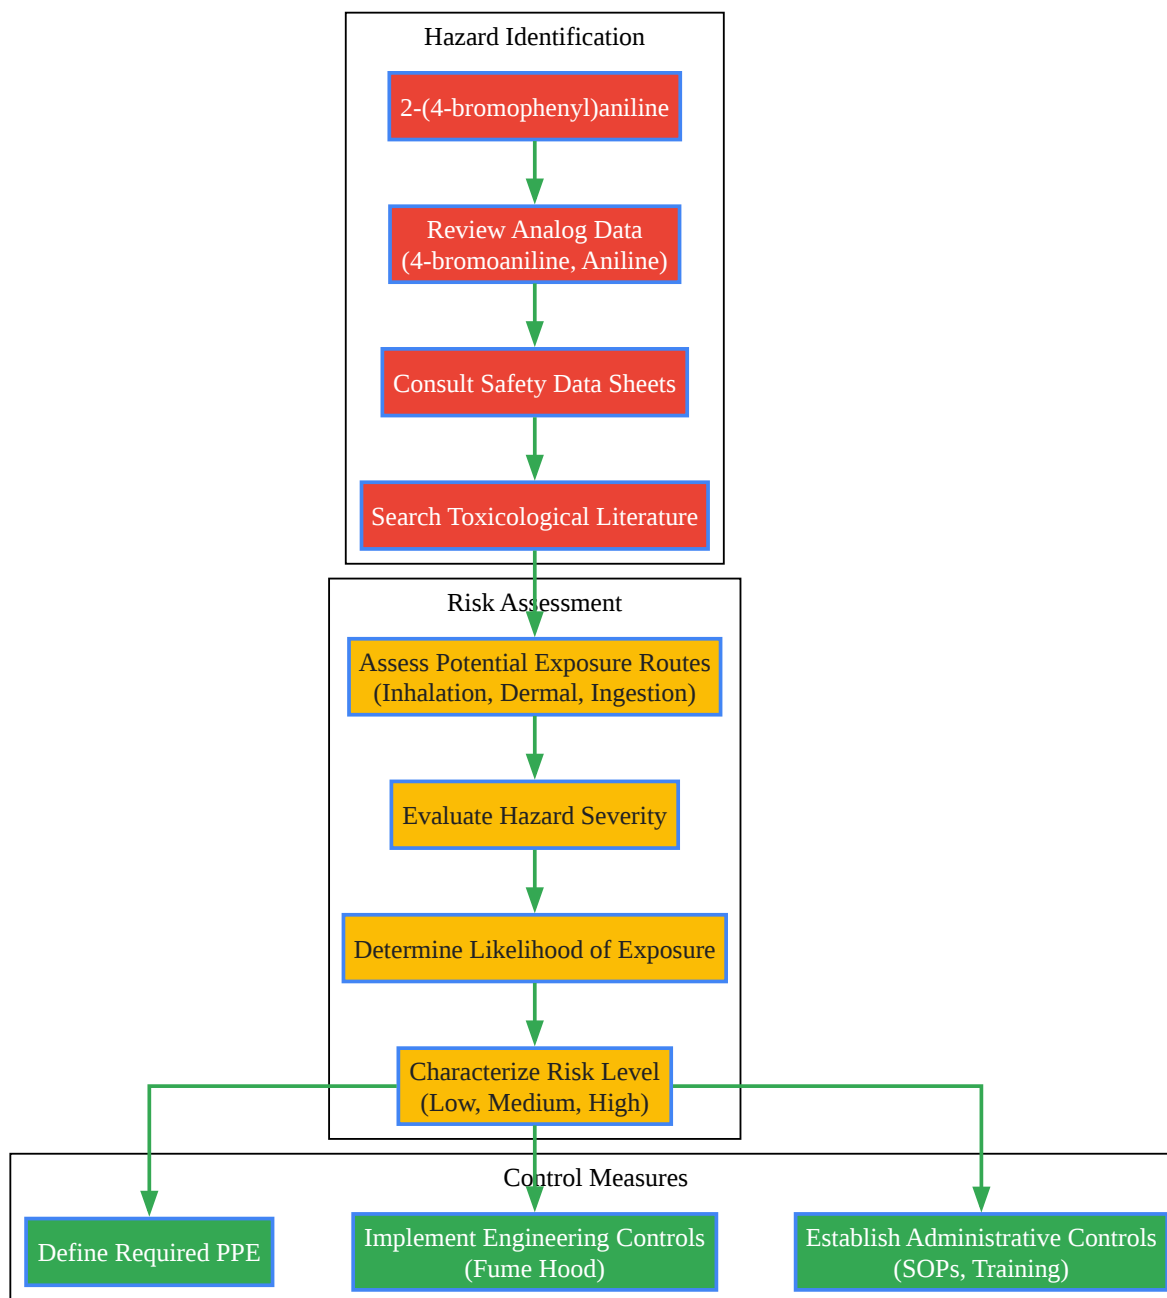 Hazard Identification
2-(4-bromophenyl)aniline
Review Analog Data
(4-bromoaniline, Aniline)
Consult Safety Data Sheets
Search Toxicological Literature
Risk Assessment
Assess Potential Exposure Routes
(Inhalation, Dermal, Ingestion)
Evaluate Hazard Severity
Determine Likelihood of Exposure
Characterize Risk Level
(Low, Medium, High)
Control Measures
Define Required PPE
Implement Engineering Controls
(Fume Hood)
Establish Administrative Controls
(SOPs, Training)